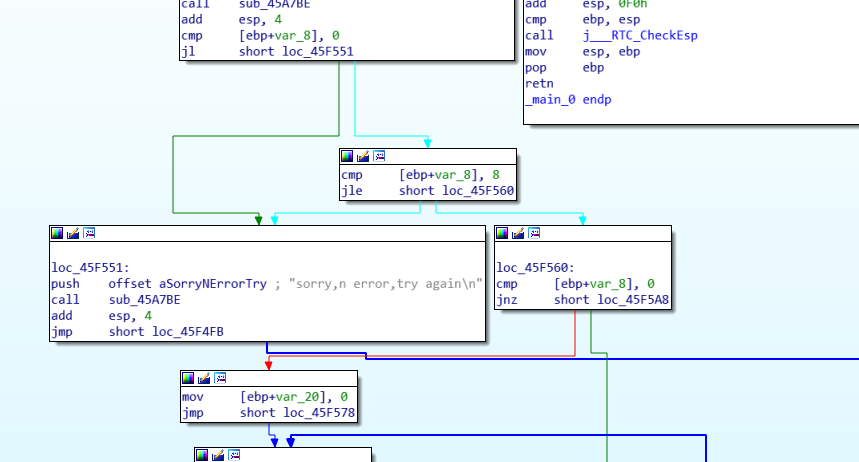 call    sub_45A7BE
add     esp, 4
cmp     [ebp+var_8], 0
jl      short loc_45F551
add     esp, 0F0h
cmp     ebp, esp
call    j___RTC_CheckEsp
mov     esp, ebp
pop     ebp
retn
_main_0 endp
cmp     [ebp+var_8], 8
jle     short loc_45F560
loc_45F551:
push    offset aSorryNErrorTry ; "sorry,n error,try again\n"
call    sub_45A7BE
add     esp, 4
jmp     short loc_45F4FB
loc_45F560:
cmp     [ebp+var_8], 0
jnz     short loc_45F5A8
mov     [ebp+var_20], 0
jmp     short loc_45F578